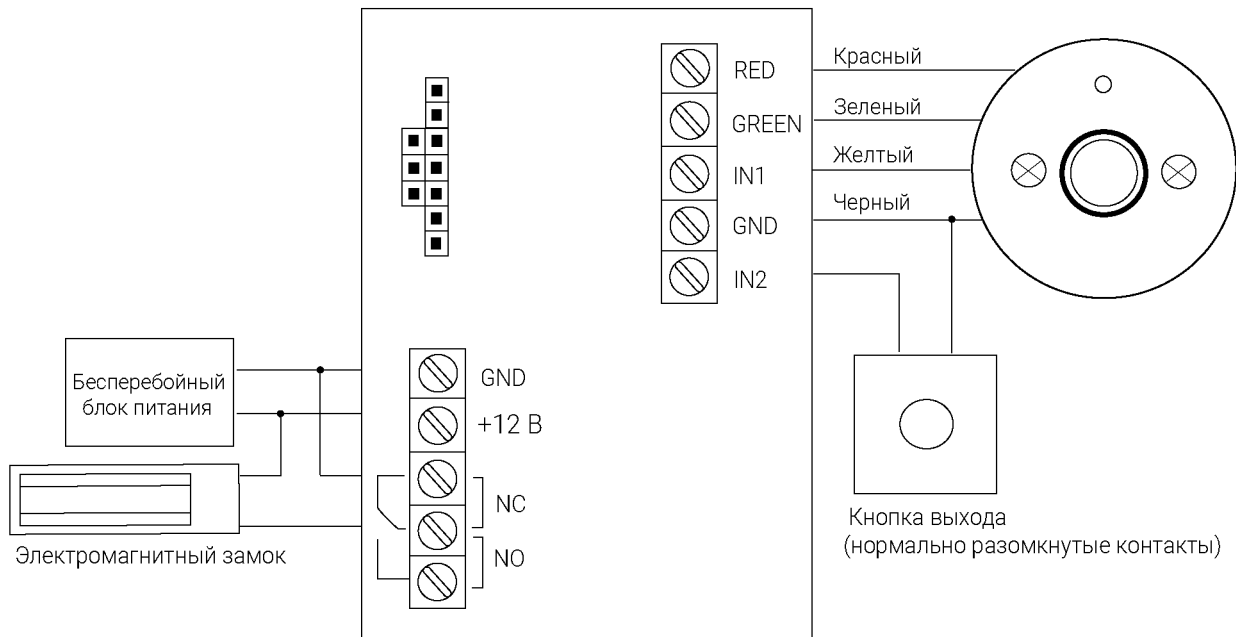 RED
GREEN
IN1
GND
IN2
Красный
Зеленый
Желтый
Черный
Бесперебойный
блок питания
GND
+12 В
NC
NO
Электромагнитный замок
Кнопка выхода
(нормально разомкнутые контакты)